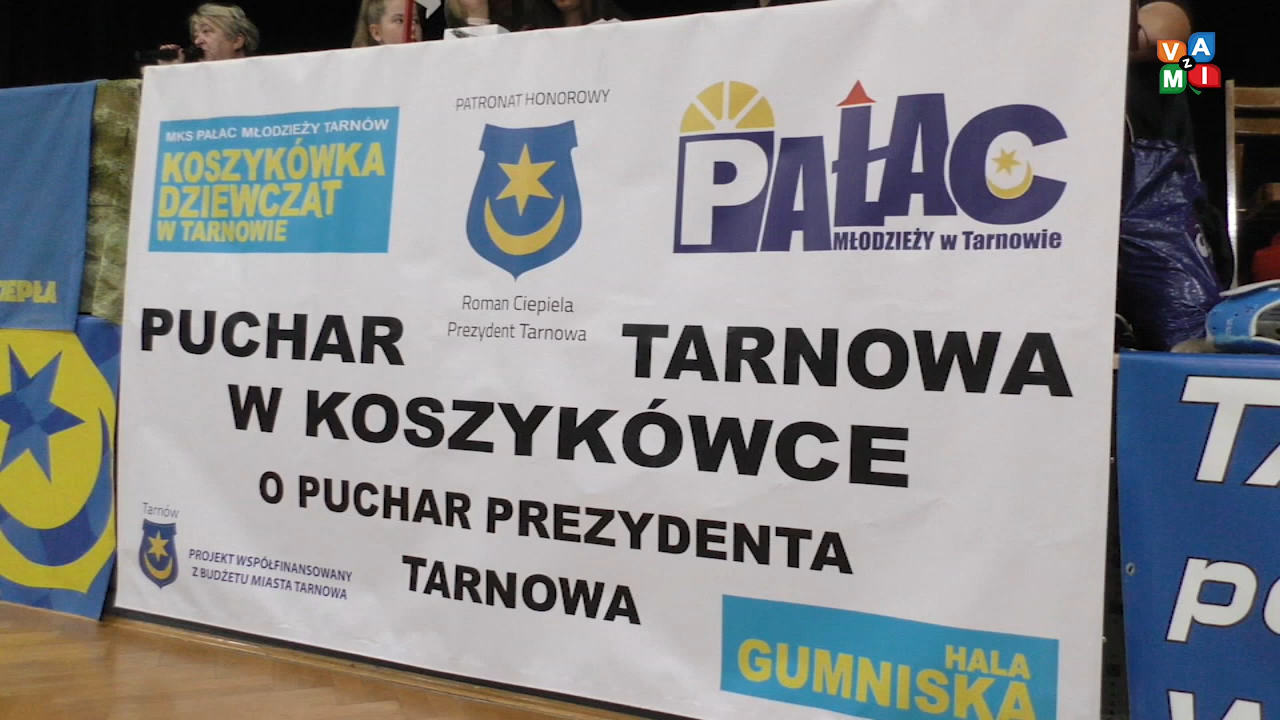 V Z A M I
MKS PAŁAC MŁODZIEŻY TARNÓW
KOSZYKÓWKA
DZIEWCZĄT
W TARNOWIE
PATRONAT HONOROWY
Roman Ciepiela
Prezydent Tarnowa
PAŁAC
MŁODZIEŻY w Tarnowie
PUCHAR TARNOWA
W KOSZYKÓWCE
O PUCHAR PREZYDENTA
TARNOWA
Tarnów
PROJEKT WSPÓŁFINANSOWANY
Z BUDŻETU MIASTA TARNOWA
HALA
GUMNISKA